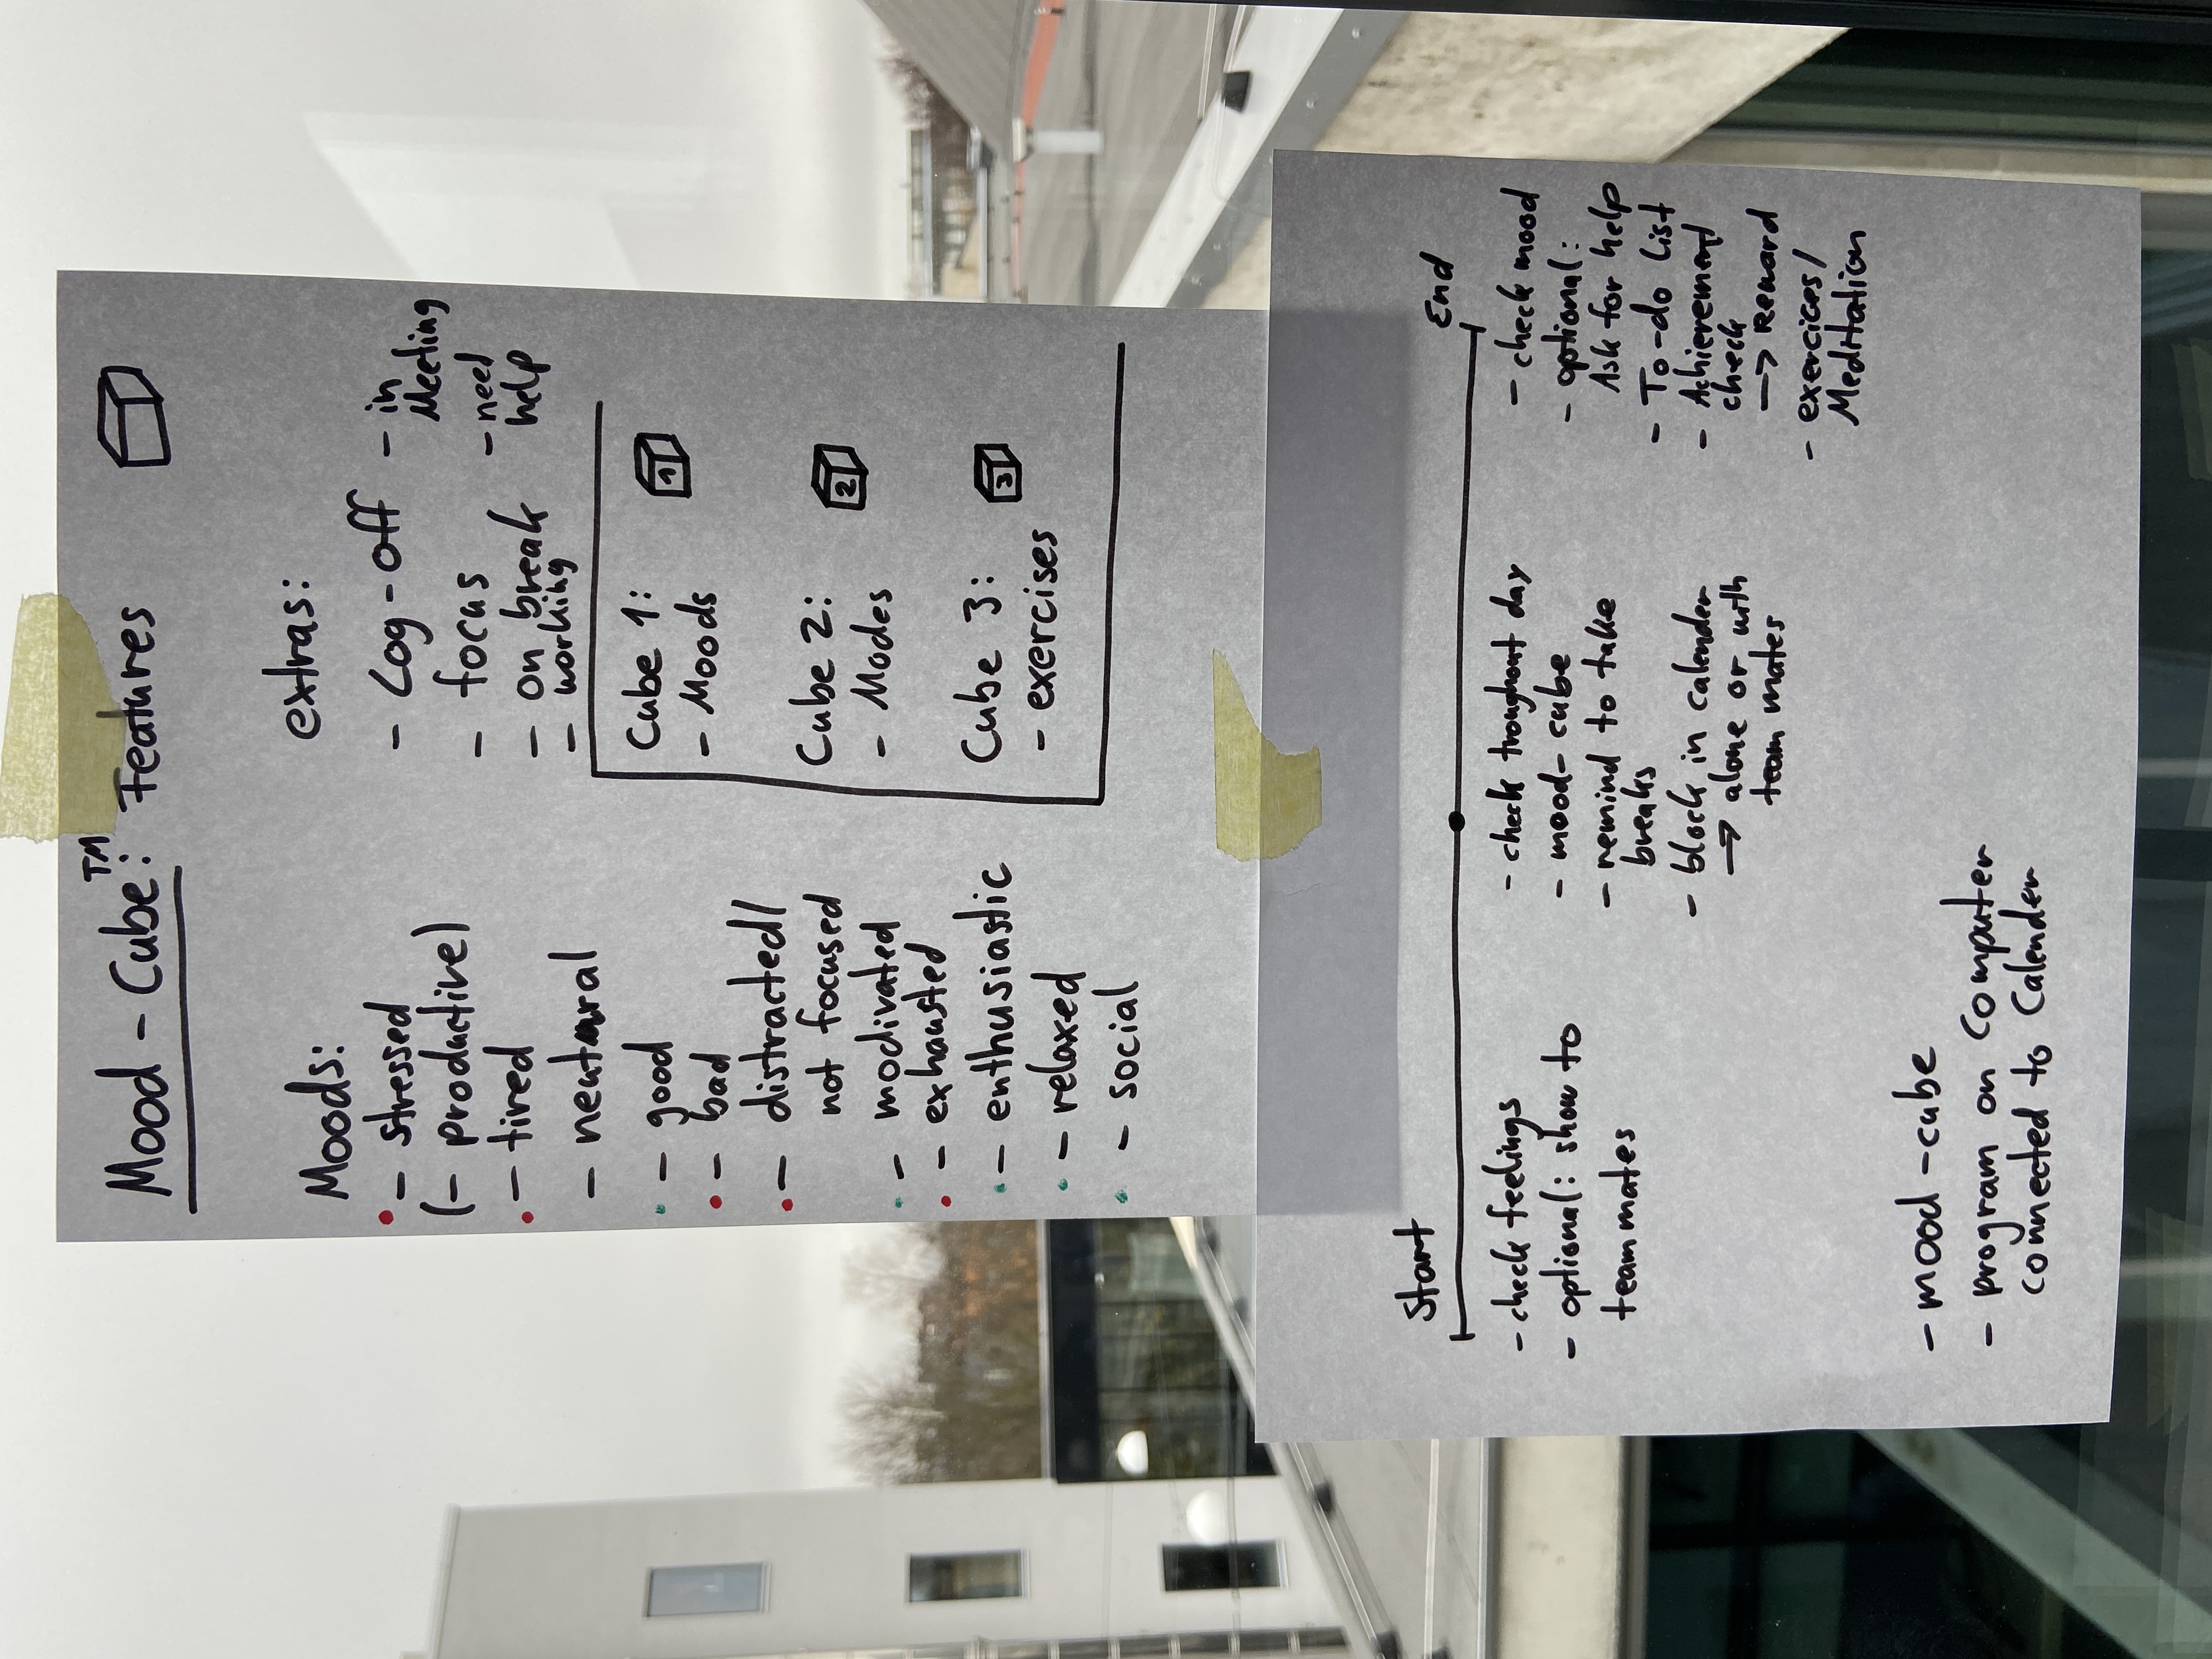 Mood - Cube™: Features
Moods:
- stressed
(- productive)
- tired
- neutural
- good
- bad
- distracted/
not focused
- modivated
- exhausted
- enthusiastic
- relaxed
- social
extras:
- Log-off
- focus
- on break
- working
- in
Meeting
- need
help
Cube 1:
1
- Moods
Cube 2:
2
- Modes
Cube 3:
3
- exercises
Start
End
- check feelings
- optional: show to
team mates
- check troughout day
- mood-cube
- remind to take
breaks
- block in calender
→ alone or with
team mates
- check mood
- optional:
Ask for help
- To-do list
- Achievement
check
→ Reward
- exercices/
Meditation
- mood-cube
- program on Computer
connected to Calender